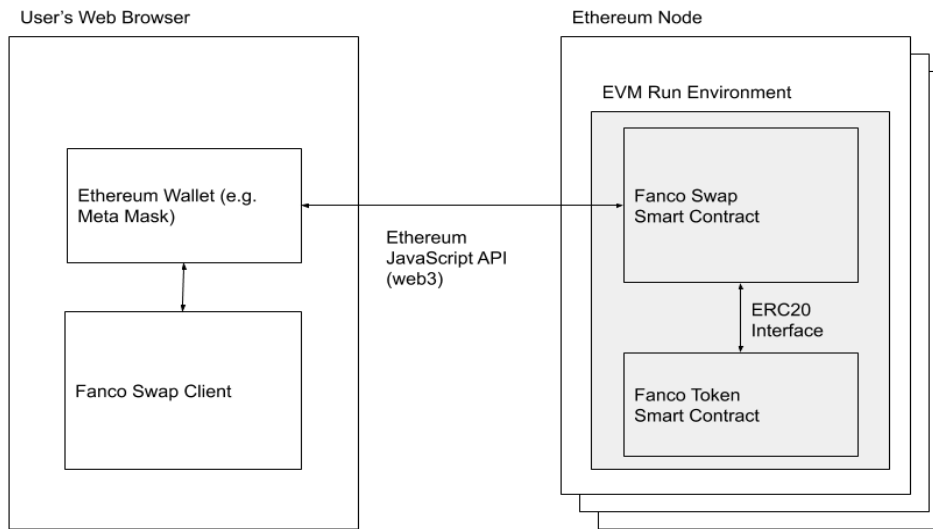 User's Web Browser
Ethereum Node
EVM Run Environment
Ethereum Wallet (e.g.
Meta Mask)
Fanco Swap
Smart Contract
Ethereum
JavaScript API
(web3)
ERC20
Interface
Fanco Swap Client
Fanco Token
Smart Contract